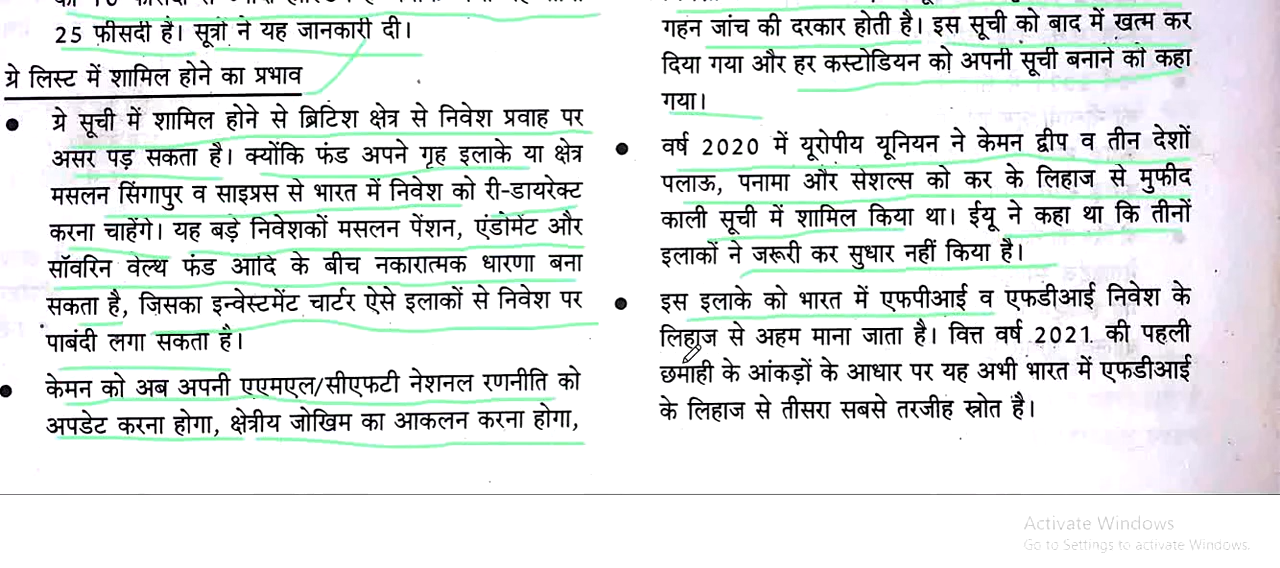 25 फीसदी है। सूत्रों ने यह जानकारी दी।
ग्रे लिस्ट में शामिल होने का प्रभाव
● ग्रे सूची में शामिल होने से ब्रिटिश क्षेत्र से निवेश प्रवाह पर
असर पड़ सकता है। क्योंकि फंड अपने गृह इलाके या क्षेत्र
मसलन सिंगापुर व साइप्रस से भारत में निवेश को री-डायरेक्ट
करना चाहेंगे। यह बड़े निवेशकों मसलन पेंशन, एंडोमेंट और
सॉवरिन वेल्थ फंड आदि के बीच नकारात्मक धारणा बना
सकता है, जिसका इन्वेस्टमेंट चार्टर ऐसे इलाकों से निवेश पर
पाबंदी लगा सकता है।
● केमन को अब अपनी एएमएल/सीएफटी नेशनल रणनीति को
अपडेट करना होगा, क्षेत्रीय जोखिम का आकलन करना होगा,
गहन जांच की दरकार होती है। इस सूची को बाद में खत्म कर
दिया गया और हर कस्टोडियन को अपनी सूची बनाने को कहा
गया।
● वर्ष 2020 में यूरोपीय यूनियन ने केमन द्वीप व तीन देशों
पलाऊ, पनामा और सेशल्स को कर के लिहाज से मुफीद
काली सूची में शामिल किया था। ईयू ने कहा था कि तीनों
इलाकों ने जरूरी कर सुधार नहीं किया है।
● इस इलाके को भारत में एफपीआई व एफडीआई निवेश के
लिहाज से अहम माना जाता है। वित्त वर्ष 2021 की पहली
छमाही के आंकड़ों के आधार पर यह अभी भारत में एफडीआई
के लिहाज से तीसरा सबसे तरजीह स्रोत है।
Activate Windows
Go to Settings to activate Windows.